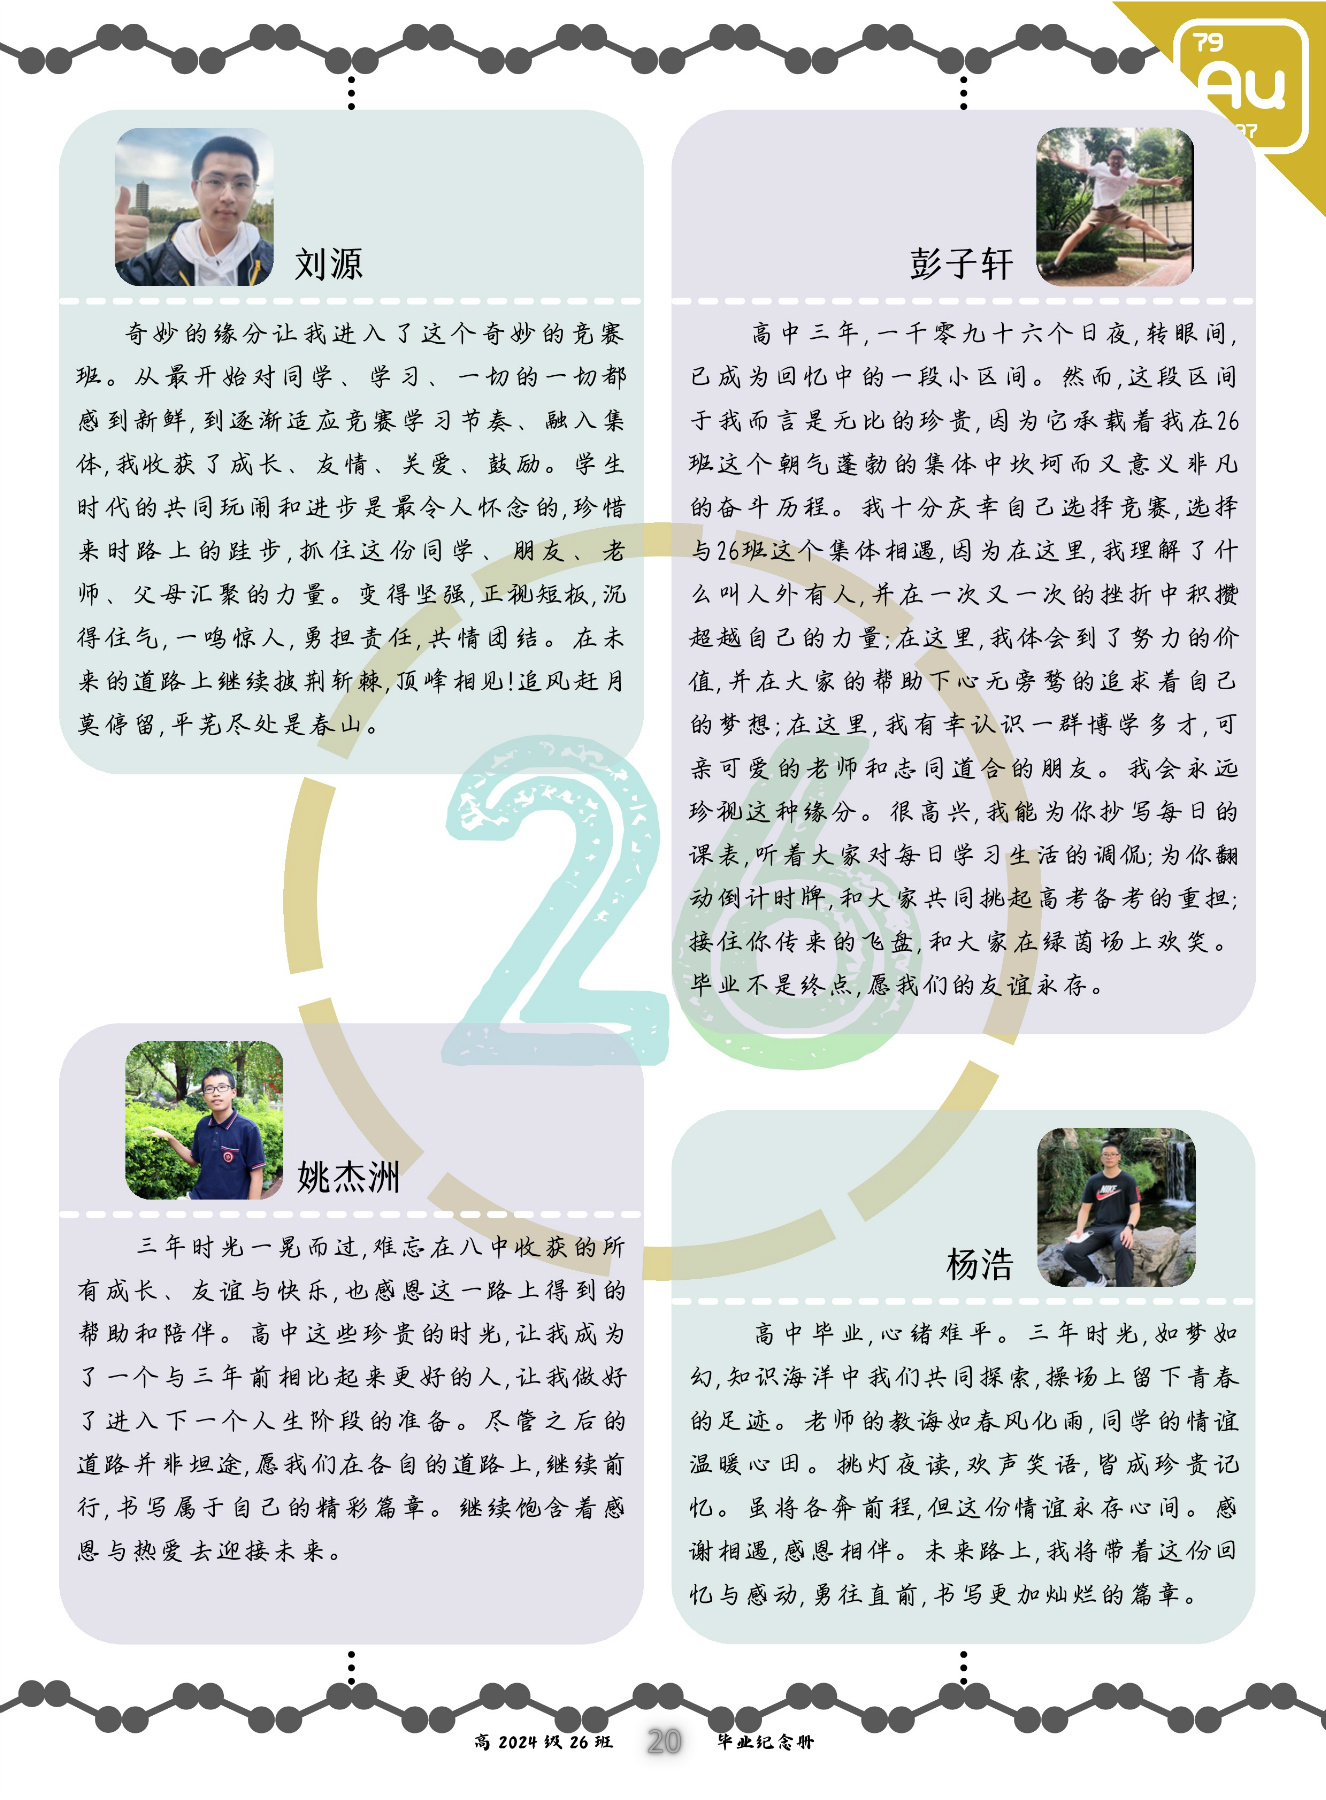 79
Au
97
刘源
奇妙的缘分让我进入了这个奇妙的竞赛
班。从最开始对同学、学习、一切的一切都
感到新鲜,到逐渐适应竞赛学习节奏、融入集
体,我收获了成长、友情、关爱、鼓励。学生
时代的共同玩闹和进步是最令人怀念的,珍惜
来时路上的跬步,抓住这份同学、朋友、老
师、父母汇聚的力量。变得坚强,正视短板,沉
得住气,一鸣惊人,勇担责任,共情团结。在未
来的道路上继续披荆斩棘,顶峰相见!追风赶月
莫停留,平芜尽处是春山。
彭子轩
高中三年,一千零九十六个日夜,转眼间,
已成为回忆中的一段小区间。然而,这段区间
于我而言是无比的珍贵,因为它承载着我在26
班这个朝气蓬勃的集体中坎坷而又意义非凡
的奋斗历程。我十分庆幸自己选择竞赛,选择
与26班这个集体相遇,因为在这里,我理解了什
么叫人外有人,并在一次又一次的挫折中积攒
超越自己的力量;在这里,我体会到了努力的价
值,并在大家的帮助下心无旁骛的追求着自己
的梦想;在这里,我有幸认识一群博学多才,可
亲可爱的老师和志同道合的朋友。我会永远
珍视这种缘分。很高兴,我能为你抄写每日的
课表,听着大家对每日学习生活的调侃;为你翻
动倒计时牌,和大家共同挑起高考备考的重担;
接住你传来的飞盘,和大家在绿茵场上欢笑。
毕业不是终点,愿我们的友谊永存。
26
姚杰洲
三年时光一晃而过,难忘在八中收获的所
有成长、友谊与快乐,也感恩这一路上得到的
帮助和陪伴。高中这些珍贵的时光,让我成为
了一个与三年前相比起来更好的人,让我做好
了进入下一个人生阶段的准备。尽管之后的
道路并非坦途,愿我们在各自的道路上,继续前
行,书写属于自己的精彩篇章。继续饱含着感
恩与热爱去迎接未来。
NIKE
杨浩
高中毕业,心绪难平。三年时光,如梦如
幻,知识海洋中我们共同探索,操场上留下青春
的足迹。老师的教诲如春风化雨,同学的情谊
温暖心田。挑灯夜读,欢声笑语,皆成珍贵记
忆。虽将各奔前程,但这份情谊永存心间。感
谢相遇,感恩相伴。未来路上,我将带着这份回
忆与感动,勇往直前,书写更加灿烂的篇章。
高2024级26班 20 毕业纪念册